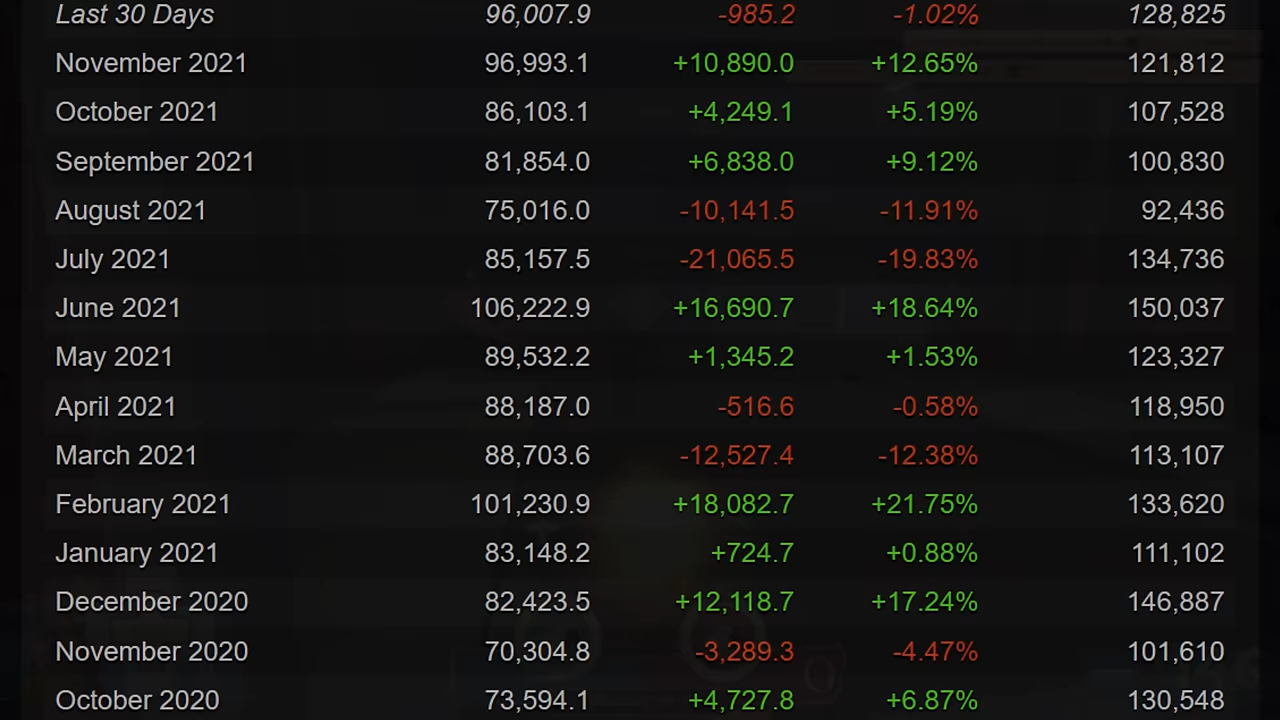 Last 30 Days 96,007.9 -985.2 -1.02% 128,825
November 2021 96,993.1 +10,890.0 +12.65% 121,812
October 2021 86,103.1 +4,249.1 +5.19% 107,528
September 2021 81,854.0 +6,838.0 +9.12% 100,830
August 2021 75,016.0 -10,141.5 -11.91% 92,436
July 2021 85,157.5 -21,065.5 -19.83% 134,736
June 2021 106,222.9 +16,690.7 +18.64% 150,037
May 2021 89,532.2 +1,345.2 +1.53% 123,327
April 2021 88,187.0 -516.6 -0.58% 118,950
March 2021 88,703.6 -12,527.4 -12.38% 113,107
February 2021 101,230.9 +18,082.7 +21.75% 133,620
January 2021 83,148.2 +724.7 +0.88% 111,102
December 2020 82,423.5 +12,118.7 +17.24% 146,887
November 2020 70,304.8 -3,289.3 -4.47% 101,610
October 2020 73,594.1 +4,727.8 +6.87% 130,548